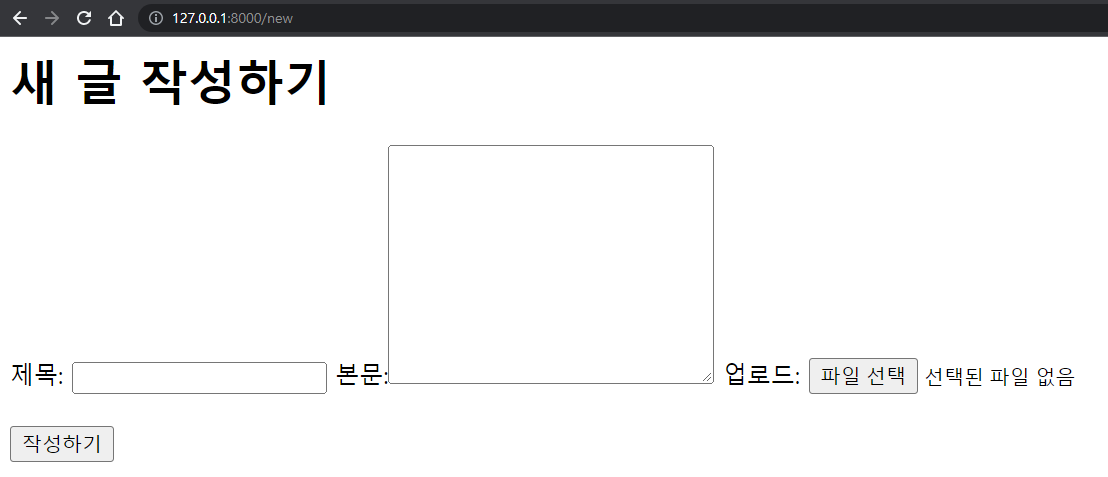 127.0.0.1:8000/new
새 글 작성하기
제목: 본문: 업로드: 파일 선택 선택된 파일 없음
작성하기